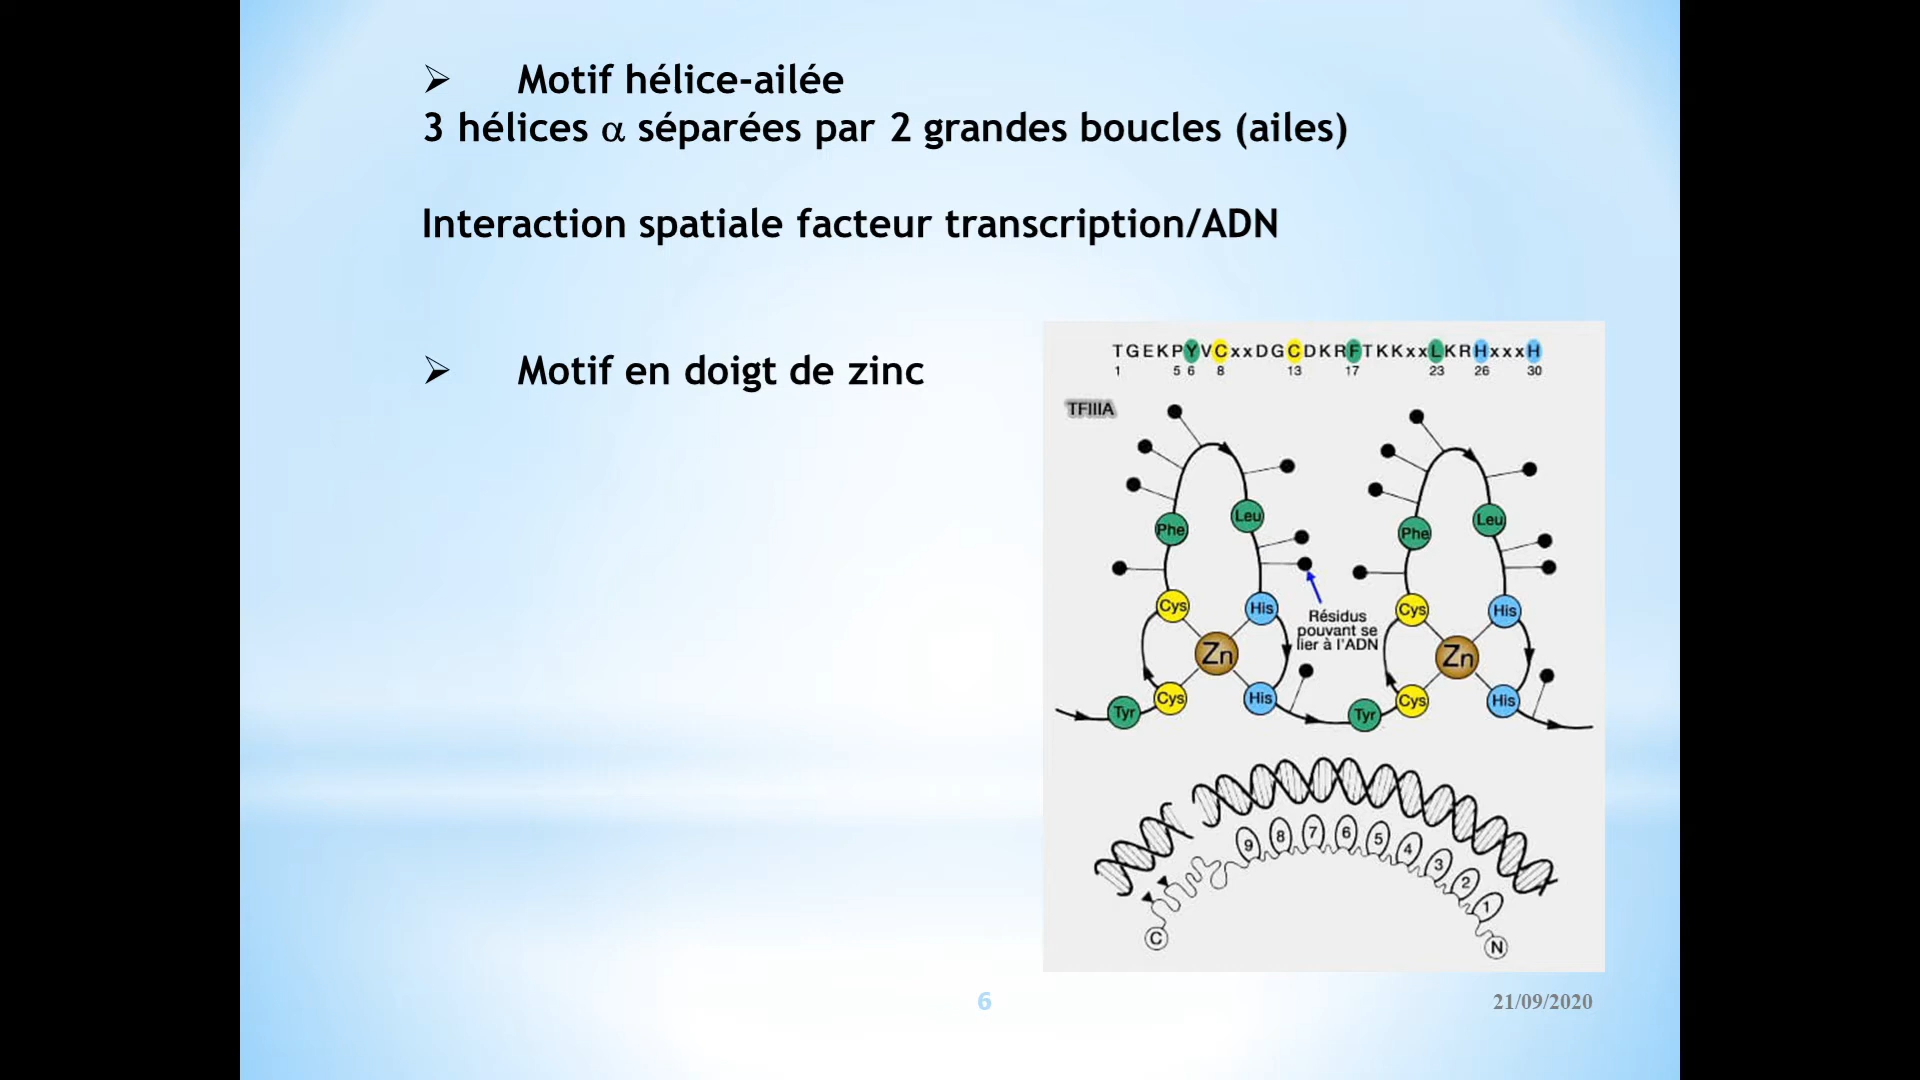 ➢ Motif hélice-ailée
3 hélices α séparées par 2 grandes boucles (ailes)
Interaction spatiale facteur transcription/ADN
➢ Motif en doigt de zinc
TGEKPYVCxxDGCDKRFTKKxxLKRHxxxH
1 5 6 8 13 17 23 26 30
TFIIIA
Phe Leu Phe Leu
Cys His Cys His
Résidus
pouvant se
lier à l'ADN
Zn Zn
Cys His Cys His
Tyr Tyr
9 8 7 6 5 4 3 2 1
C N
6 21/09/2020